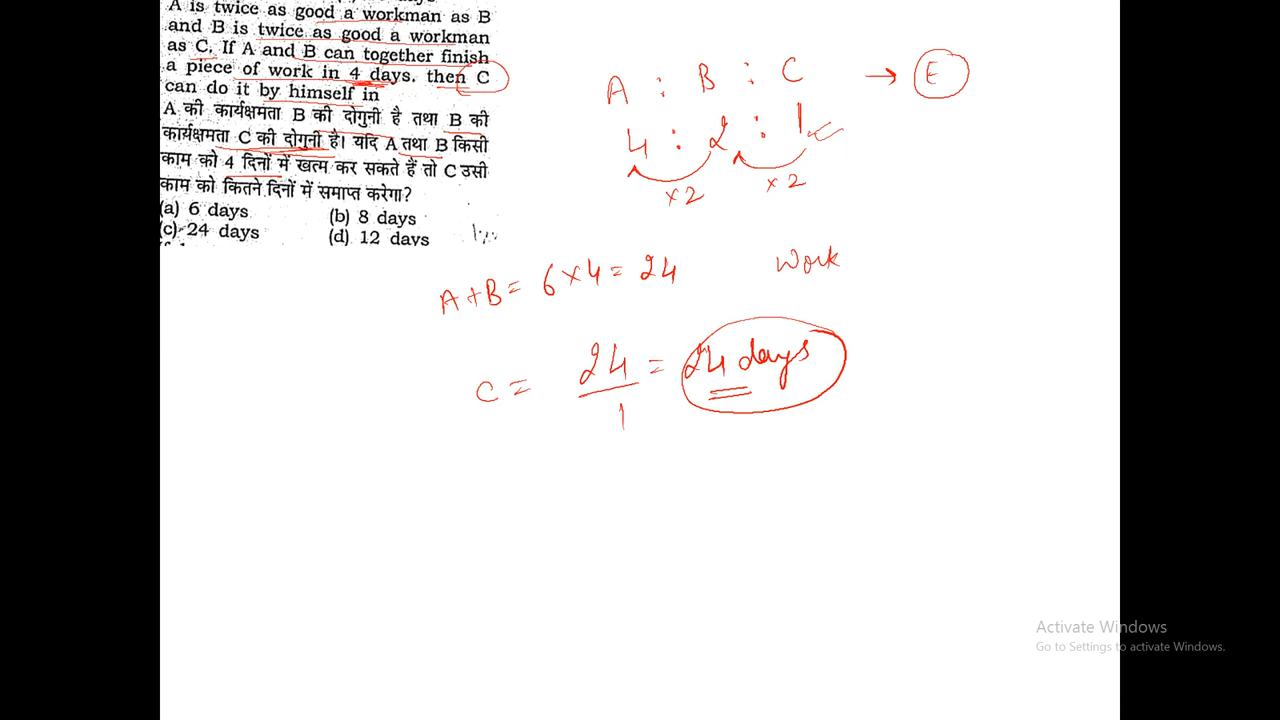 A is twice as good a workman as B
and B is twice as good a workman
as C. If A and B can together finish
a piece of work in 4 days. then C
can do it by himself in
A की कार्यक्षमता B की दोगुनी है तथा B की
कार्यक्षमता C की दोगुनी है। यदि A तथा B किसी
काम को 4 दिनों में खत्म कर सकते हैं तो C उसी
काम को कितने दिनों में समाप्त करेगा?
(a) 6 days (b) 8 days
(c) 24 days (d) 12 days
A : B : C → E
4 : 2 : 1
×2 ×2
A+B = 6×4 = 24 Work
C = 24/1 = 24 days
Activate Windows
Go to Settings to activate Windows.